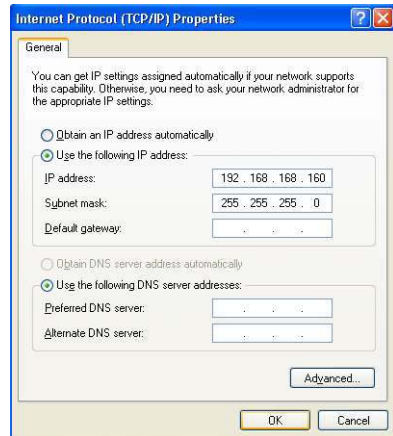 Internet Protocol (TCP/IP) Properties
General
You can get IP settings assigned automatically if your network supports
this capability. Otherwise, you need to ask your network administrator for
the appropriate IP settings.
Obtain an IP address automatically
Use the following IP address:
IP address: 192 . 168 . 168 . 160
Subnet mask: 255 . 255 . 255 . 0
Default gateway: . . .
Obtain DNS server address automatically
Use the following DNS server addresses:
Preferred DNS server: . . .
Alternate DNS server: . . .
Advanced...
OK Cancel